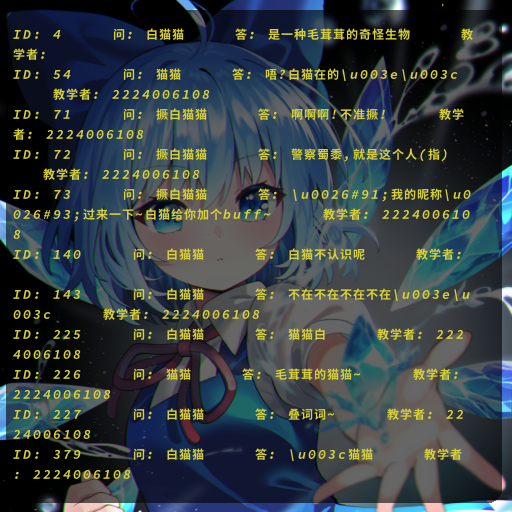 ID: 4 问: 白猫猫 答: 是一种毛茸茸的奇怪生物 教
学者:
ID: 54 问: 猫猫 答: 唔?白猫在的\u003e\u003c
教学者: 2224006108
ID: 71 问: 撅白猫猫 答: 啊啊啊!不准撅! 教学
者: 2224006108
ID: 72 问: 撅白猫猫 答: 警察蜀黍,就是这个人(指)
教学者: 2224006108
ID: 73 问: 撅白猫猫 答: \u0026#91;我的昵称\u0
026#93;过来一下~白猫给你加个buff~ 教学者: 222400610
8
ID: 140 问: 白猫猫 答: 白猫不认识呢 教学者:
ID: 143 问: 白猫猫 答: 不在不在不在不在\u003e\u
003c 教学者: 2224006108
ID: 225 问: 白猫猫 答: 猫猫白 教学者: 222
4006108
ID: 226 问: 猫猫 答: 毛茸茸的猫猫~ 教学者:
2224006108
ID: 227 问: 白猫猫 答: 叠词词~ 教学者: 22
24006108
ID: 379 问: 白猫猫 答: \u003c猫猫 教学者
: 2224006108